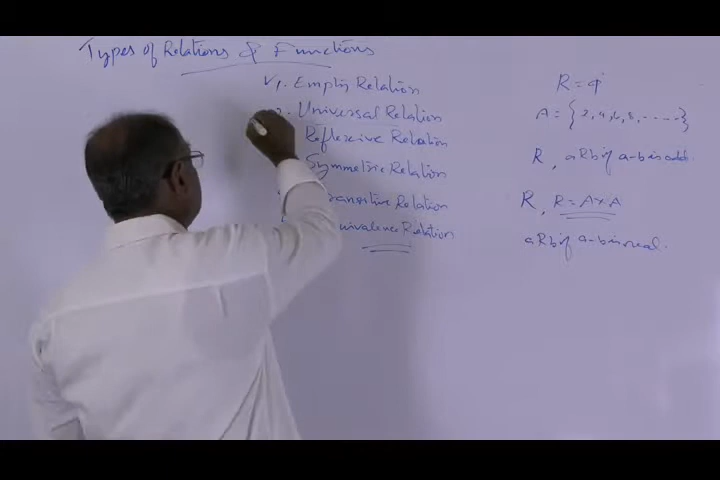 Types of Relations & Functions
✓1. Empty Relation
2. Universal Relation
Reflexive Relation
Symmetric Relation
Transitive Relation
Equivalence Relation
R = φ
A = {2, 4, 6, 8, ......}
R, aRb if a-b is odd.
R, R = A×A
aRb if a-b is real.